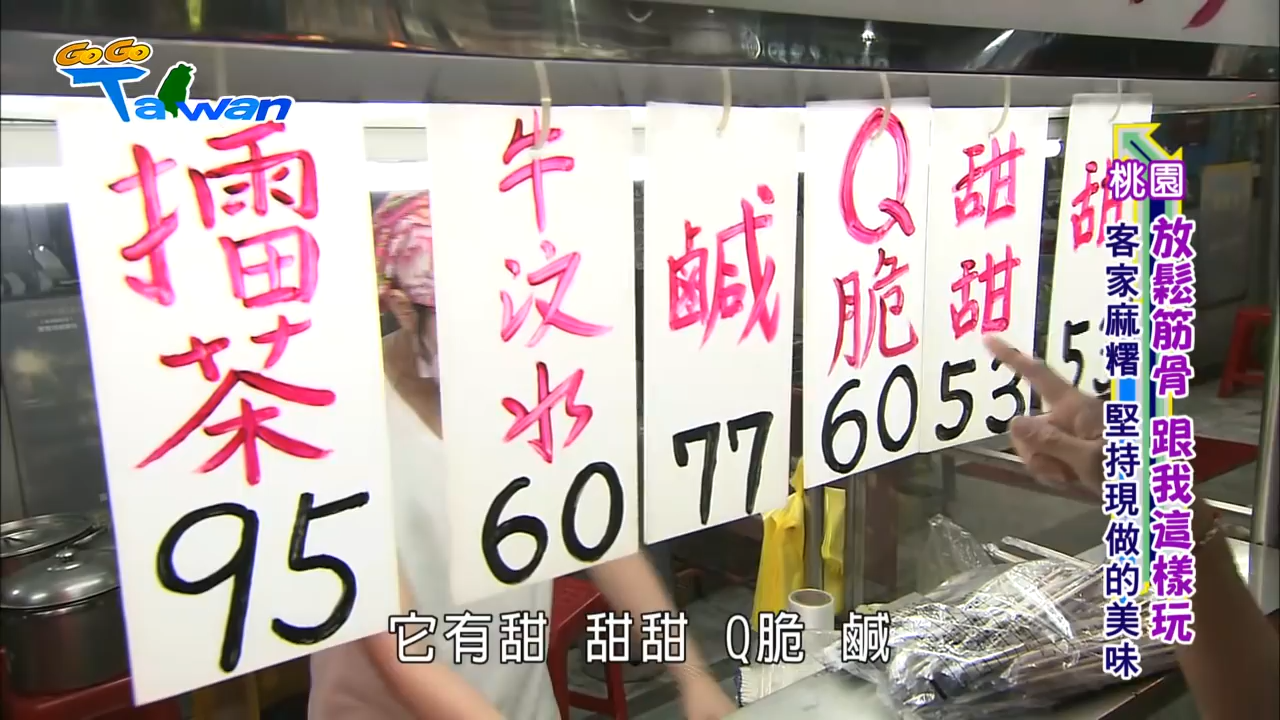 GoGo
Taiwan
擂茶
95
牛汶水
60
鹹
77
Q脆
60
甜甜
53
甜
53
桃園
放鬆筋骨 跟我這樣玩
客家麻糬 堅持現做的美味
它有甜 甜甜 Q脆 鹹